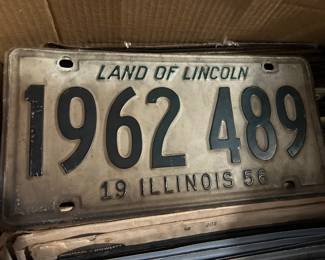 LAND OF LINCOLN
1962 489
19 ILLINOIS 56